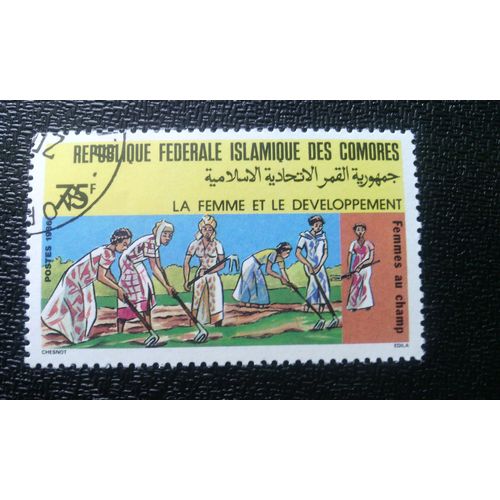 REPUBLIQUE FEDERALE ISLAMIQUE DES COMORES
جمهورية القمر الاتحادية الاسلامية
75F
LA FEMME ET LE DEVELOPPEMENT
POSTES 1986
Femmes au champ
CHESNOT
EDILA